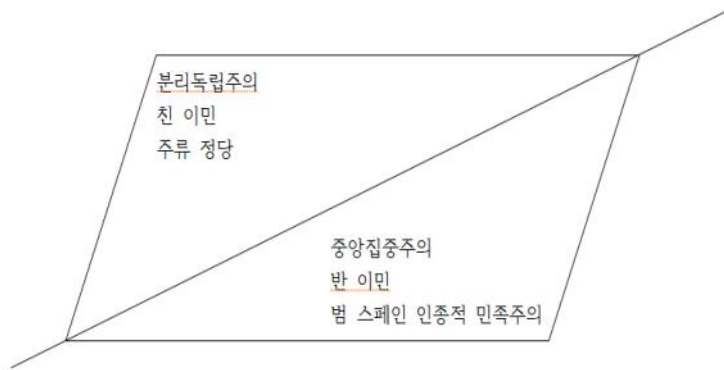 분리독립주의
친 이민
주류 정당
중앙집중주의
반 이민
범 스페인 인종적 민족주의